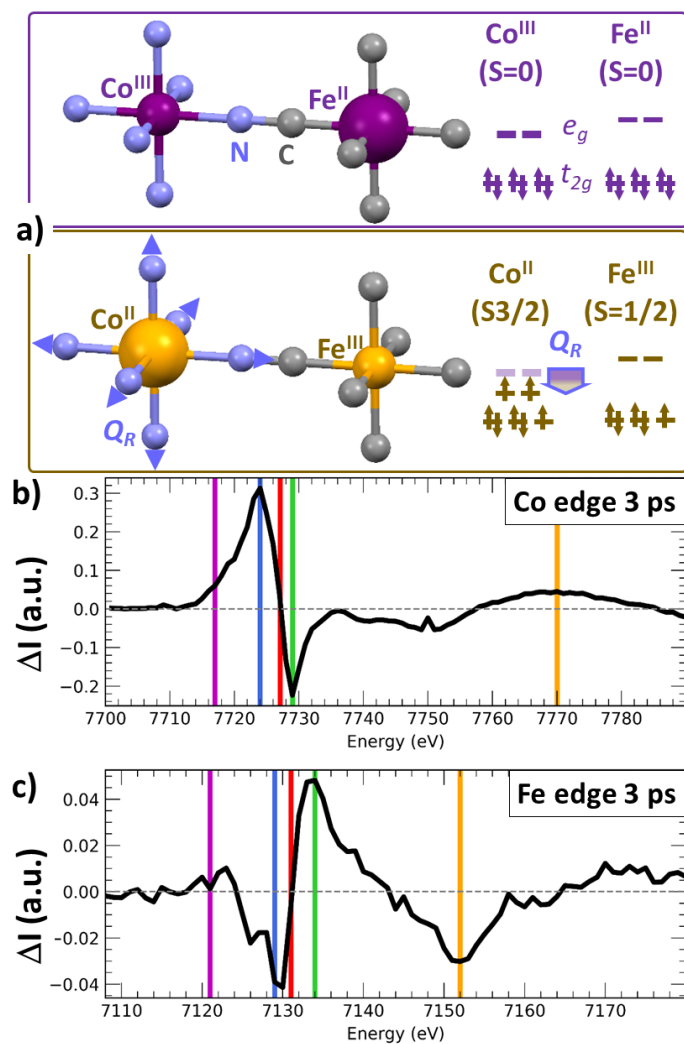 Co^III Fe^II
(S=0) (S=0)
Co^III
Fe^II
N
C
e_g
t_2g
a)
Co^II Fe^III
(S3/2) (S=1/2)
Co^II
Fe^III
Q_R
Q_R
b)
Co edge 3 ps
0.3
0.2
0.1
0.0
−0.1
−0.2
ΔI (a.u.)
7700 7710 7720 7730 7740 7750 7760 7770 7780
Energy (eV)
c)
Fe edge 3 ps
0.04
0.02
0.00
−0.02
−0.04
ΔI (a.u.)
7110 7120 7130 7140 7150 7160 7170
Energy (eV)